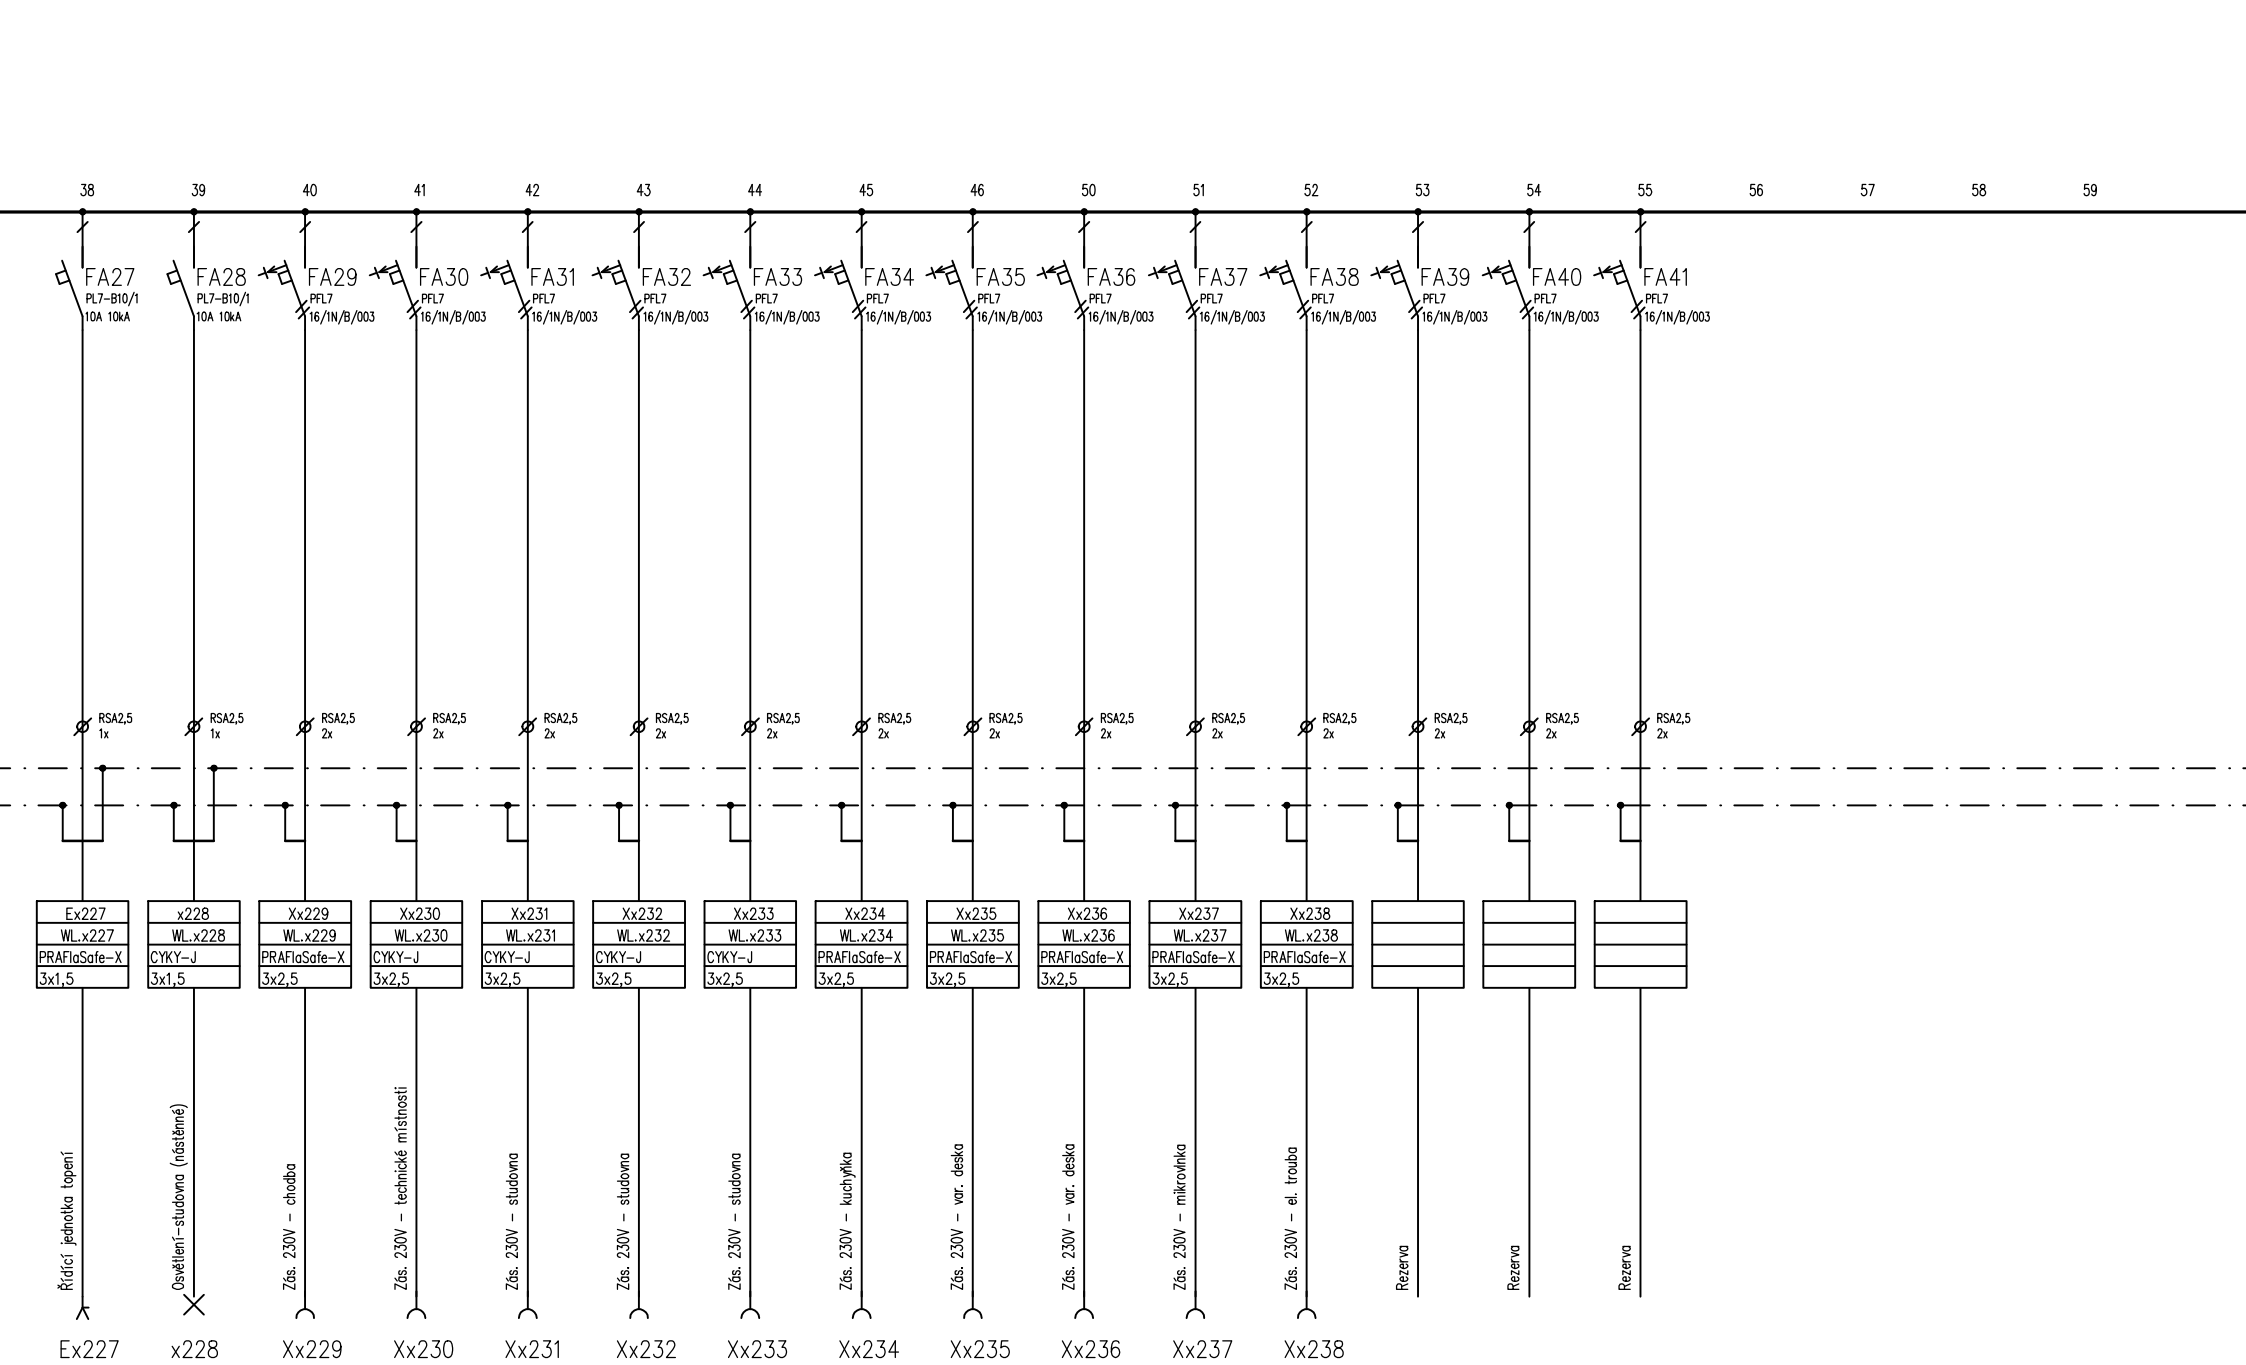 38 39 40 41 42 43 44 45 46 50 51 52 53 54 55 56 57 58 59
FA27 FA28 FA29 FA30 FA31 FA32 FA33 FA34 FA35 FA36 FA37 FA38 FA39 FA40 FA41
PL7-B10/1 PL7-B10/1 PFL7 PFL7 PFL7 PFL7 PFL7 PFL7 PFL7 PFL7 PFL7 PFL7 PFL7 PFL7 PFL7
10A 10kA 10A 10kA 16/1N/B/003 16/1N/B/003 16/1N/B/003 16/1N/B/003 16/1N/B/003 16/1N/B/003 16/1N/B/003 16/1N/B/003 16/1N/B/003 16/1N/B/003 16/1N/B/003 16/1N/B/003 16/1N/B/003
RSA2,5 RSA2,5 RSA2,5 RSA2,5 RSA2,5 RSA2,5 RSA2,5 RSA2,5 RSA2,5 RSA2,5 RSA2,5 RSA2,5 RSA2,5 RSA2,5 RSA2,5
1x 1x 2x 2x 2x 2x 2x 2x 2x 2x 2x 2x 2x 2x 2x
Ex227 x228 Xx229 Xx230 Xx231 Xx232 Xx233 Xx234 Xx235 Xx236 Xx237 Xx238
WL.x227 WL.x228 WL.x229 WL.x230 WL.x231 WL.x232 WL.x233 WL.x234 WL.x235 WL.x236 WL.x237 WL.x238
PRAFlaSafe-X CYKY-J PRAFlaSafe-X CYKY-J CYKY-J CYKY-J CYKY-J PRAFlaSafe-X PRAFlaSafe-X PRAFlaSafe-X PRAFlaSafe-X PRAFlaSafe-X
3x1,5 3x1,5 3x2,5 3x2,5 3x2,5 3x2,5 3x2,5 3x2,5 3x2,5 3x2,5 3x2,5 3x2,5
Řídící jednotka topení
Osvětlení-studovna (nástěnné)
Zás. 230V - chodba
Zás. 230V - technické místnosti
Zás. 230V - studovna
Zás. 230V - studovna
Zás. 230V - studovna
Zás. 230V - kuchyňka
Zás. 230V - var. deska
Zás. 230V - var. deska
Zás. 230V - mikrovlnka
Zás. 230V - el. trouba
Rezerva
Rezerva
Rezerva
Ex227 x228 Xx229 Xx230 Xx231 Xx232 Xx233 Xx234 Xx235 Xx236 Xx237 Xx238